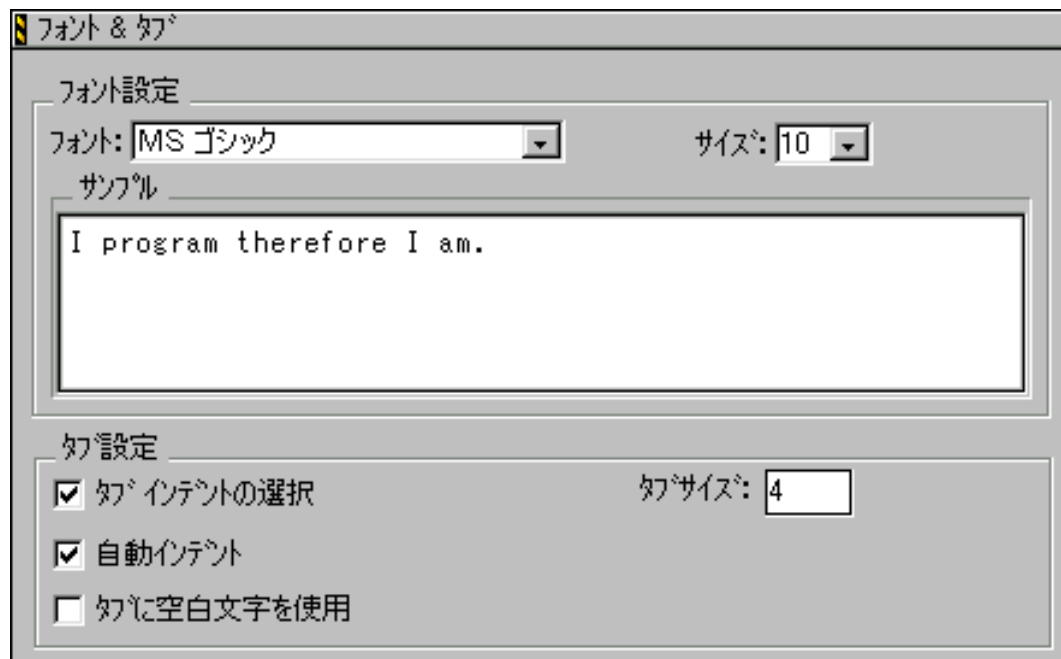 フォント & タブ
フォント設定
フォント: MS ゴシック サイズ: 10
サンプル
I program therefore I am.
タブ設定
タブ インデントの選択 タブサイズ: 4
自動インデント
タブに空白文字を使用